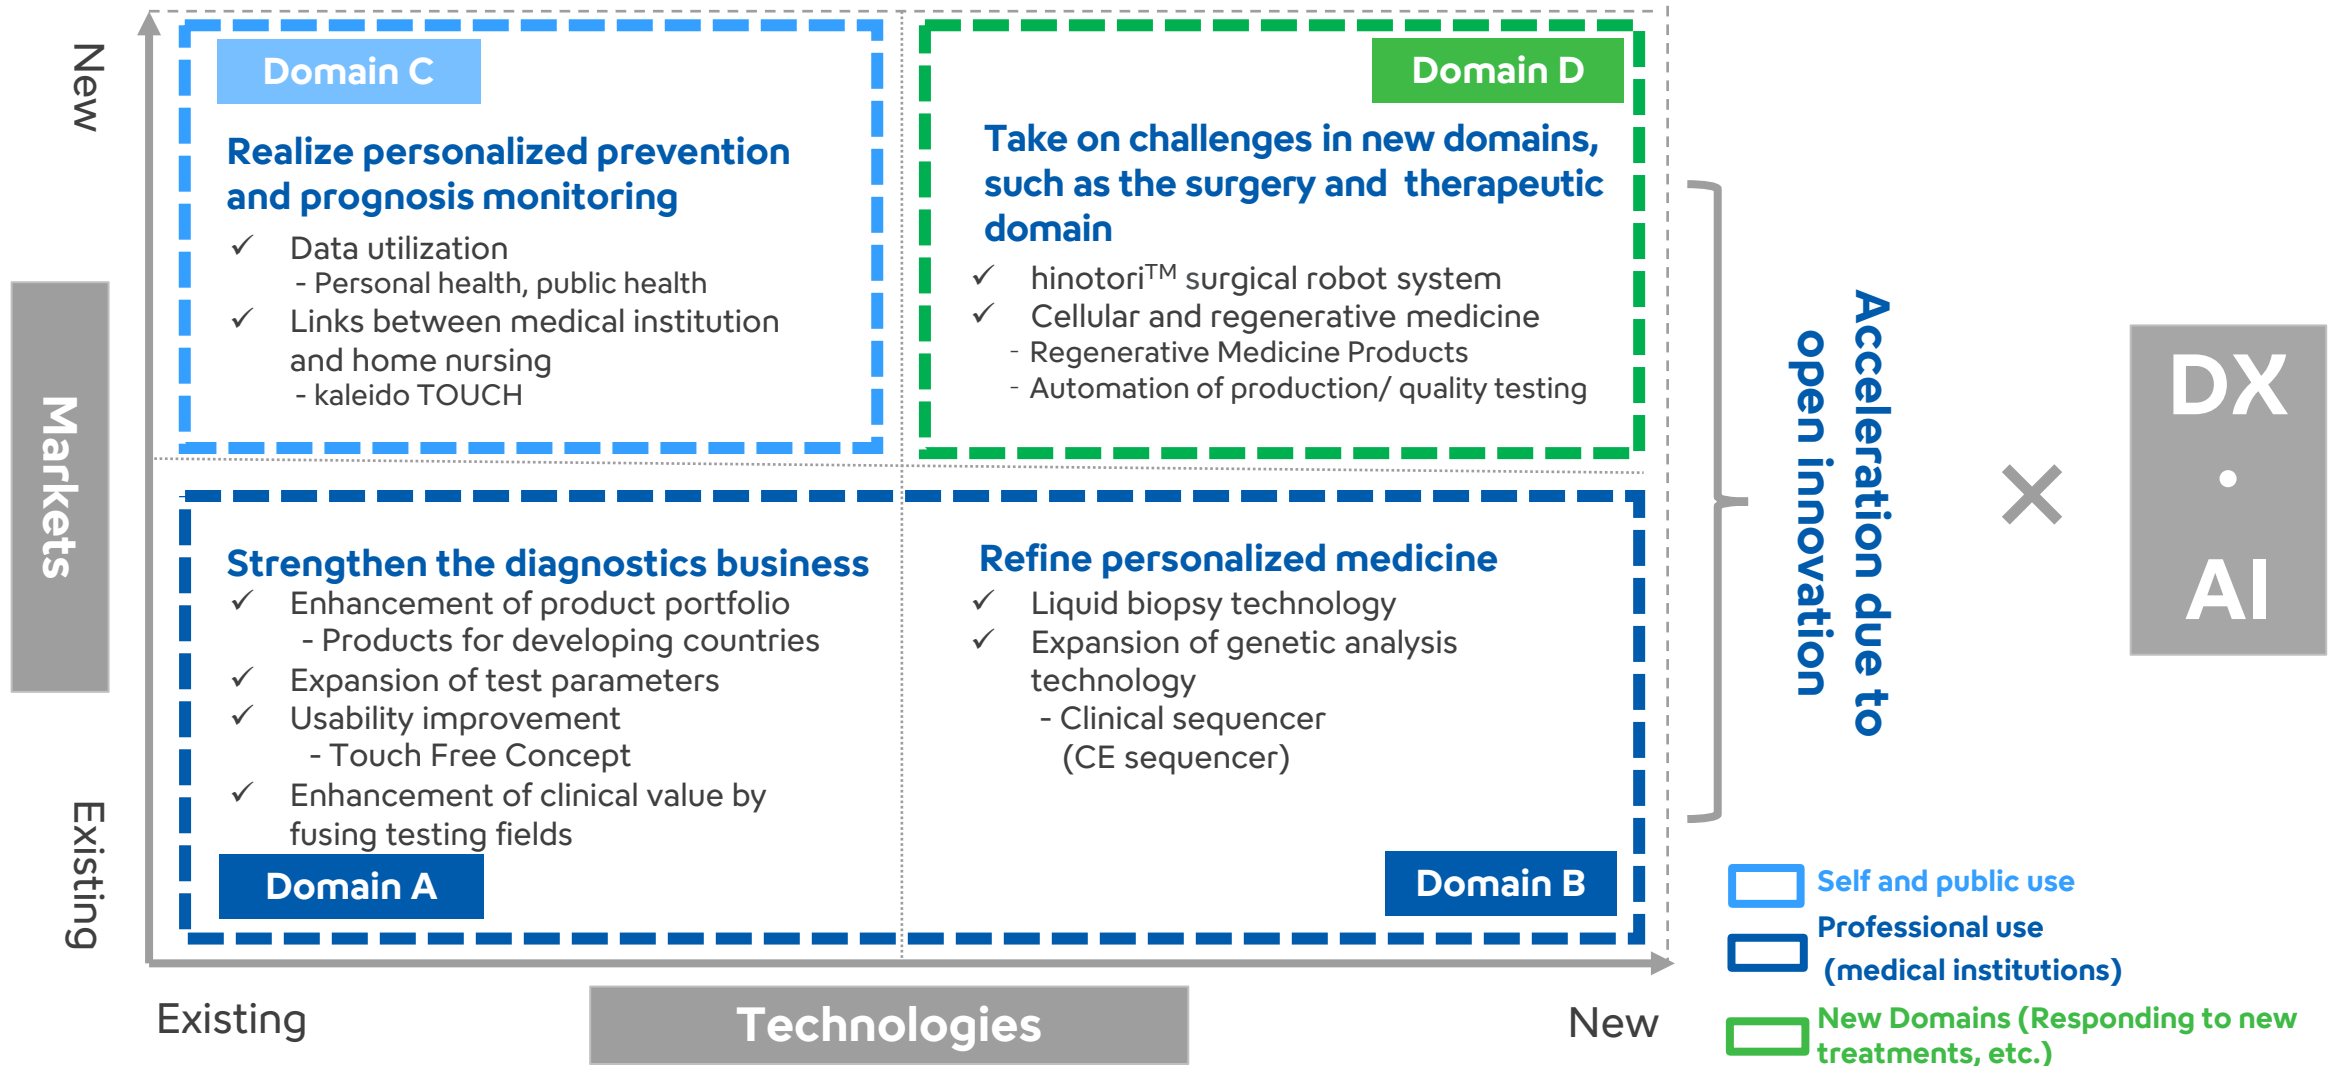 New
Markets
Existing
Domain C
Realize personalized prevention
and prognosis monitoring
✓ Data utilization
- Personal health, public health
✓ Links between medical institution
and home nursing
- kaleido TOUCH
Domain D
Take on challenges in new domains,
such as the surgery and therapeutic
domain
✓ hinotori™ surgical robot system
✓ Cellular and regenerative medicine
- Regenerative Medicine Products
- Automation of production/ quality testing
Strengthen the diagnostics business
✓ Enhancement of product portfolio
- Products for developing countries
✓ Expansion of test parameters
✓ Usability improvement
- Touch Free Concept
✓ Enhancement of clinical value by
fusing testing fields
Domain A
Refine personalized medicine
✓ Liquid biopsy technology
✓ Expansion of genetic analysis
technology
- Clinical sequencer
(CE sequencer)
Domain B
Existing
Technologies
New
Acceleration due to
open innovation
×
DX
・
AI
Self and public use
Professional use
(medical institutions)
New Domains (Responding to new
treatments, etc.)